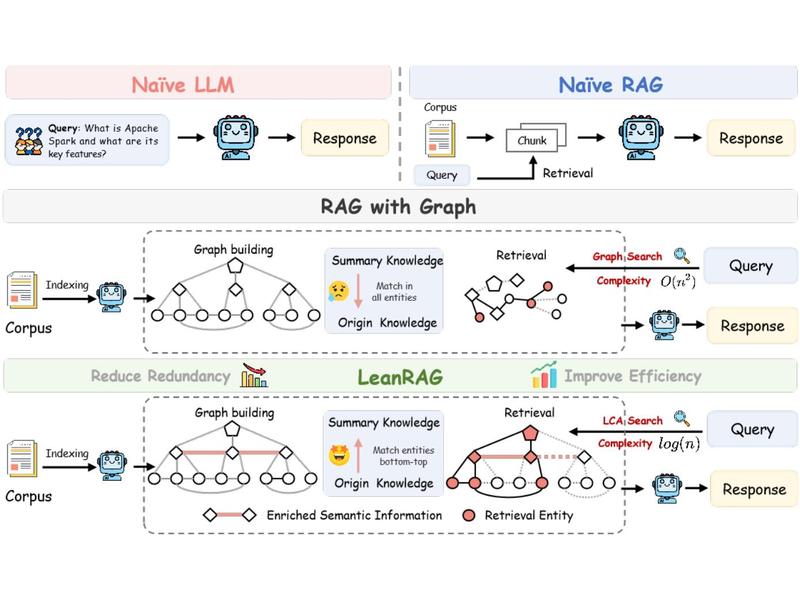 Naïve LLM
Naïve RAG
???
Query: What is Apache
Spark and what are its
key features?
AI
Response
Corpus
Chunk
Query
Retrieval
AI
Response
RAG with Graph
Corpus
Indexing
Graph building
Summary Knowledge
Match in
all entities
Origin Knowledge
Retrieval
Graph Search
Complexity O(n²)
Query
Response
Reduce Redundancy
LeanRAG
Improve Efficiency
Corpus
Indexing
Graph building
Summary Knowledge
Match entities
bottom-top
Origin Knowledge
Retrieval
LCA Search
Complexity log(n)
Query
Response
Enriched Semantic Information
Retrieval Entity